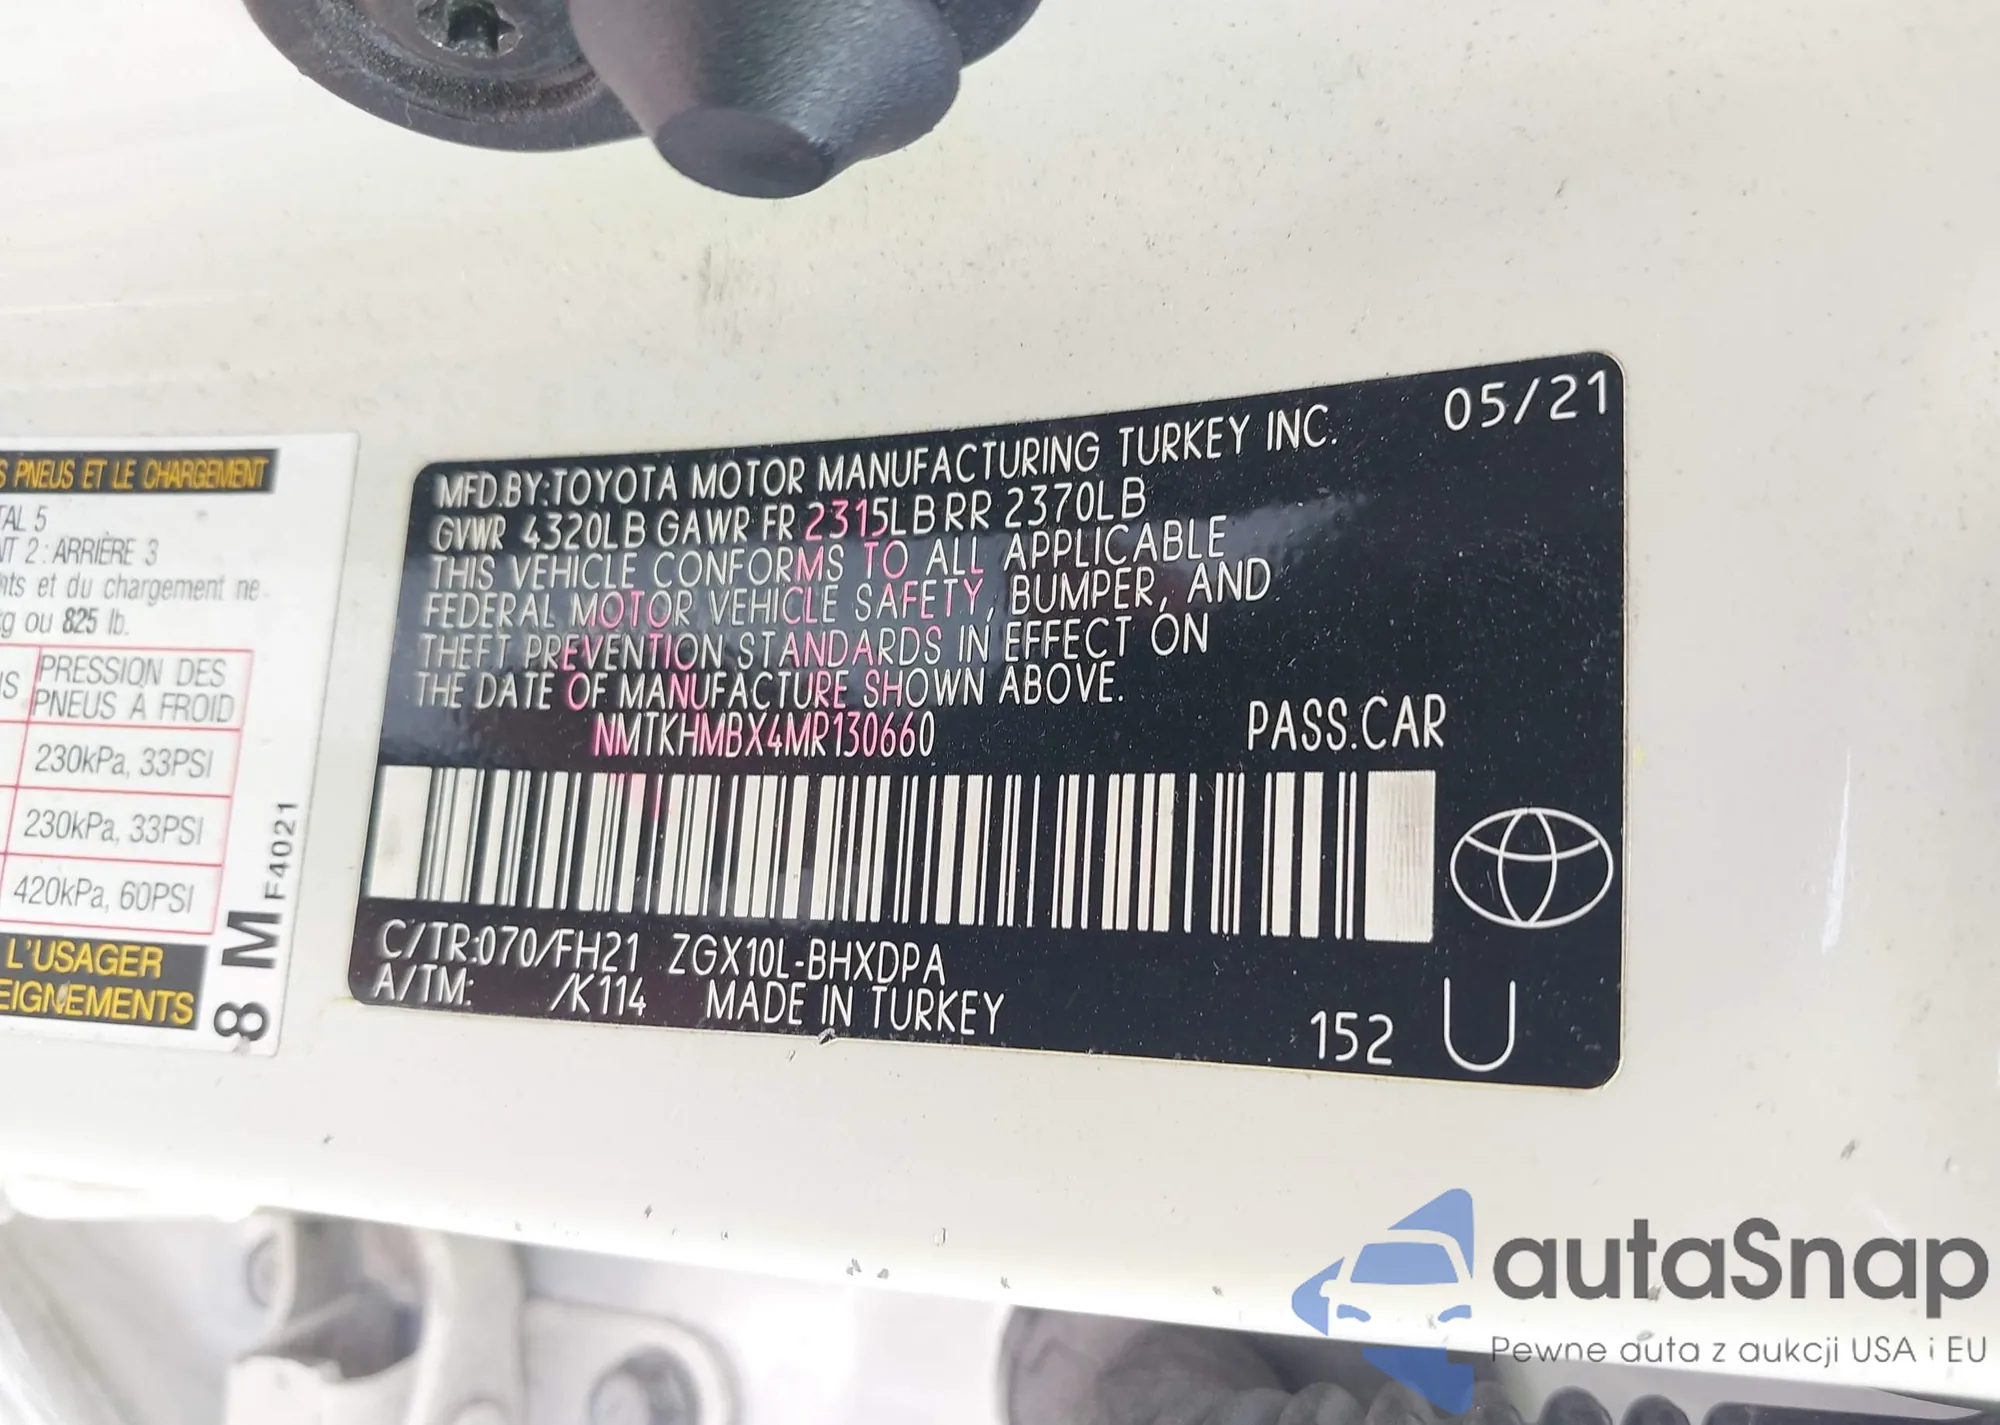 S PNEUS ET LE CHARGEMENT
TAL 5
NT 2 : ARRIÈRE 3
nts et du chargement ne
kg ou 825 lb.
PRESSION DES
PNEUS À FROID
230kPa, 33PSI
230kPa, 33PSI
420kPa, 60PSI
L'USAGER
EIGNEMENTS
8 M F4021
05/21
MFD.BY:TOYOTA MOTOR MANUFACTURING TURKEY INC.
GVWR 4320LB GAWR FR 2315LB RR 2370LB
THIS VEHICLE CONFORMS TO ALL APPLICABLE
FEDERAL MOTOR VEHICLE SAFETY, BUMPER, AND
THEFT PREVENTION STANDARDS IN EFFECT ON
THE DATE OF MANUFACTURE SHOWN ABOVE.
NMTKHMBX4MR130660 PASS.CAR
C/TR:070/FH21 ZGX10L-BHXDPA
A/TM: /K114 MADE IN TURKEY
152 U
autaSnap
Pewne auta z aukcji USA i EU